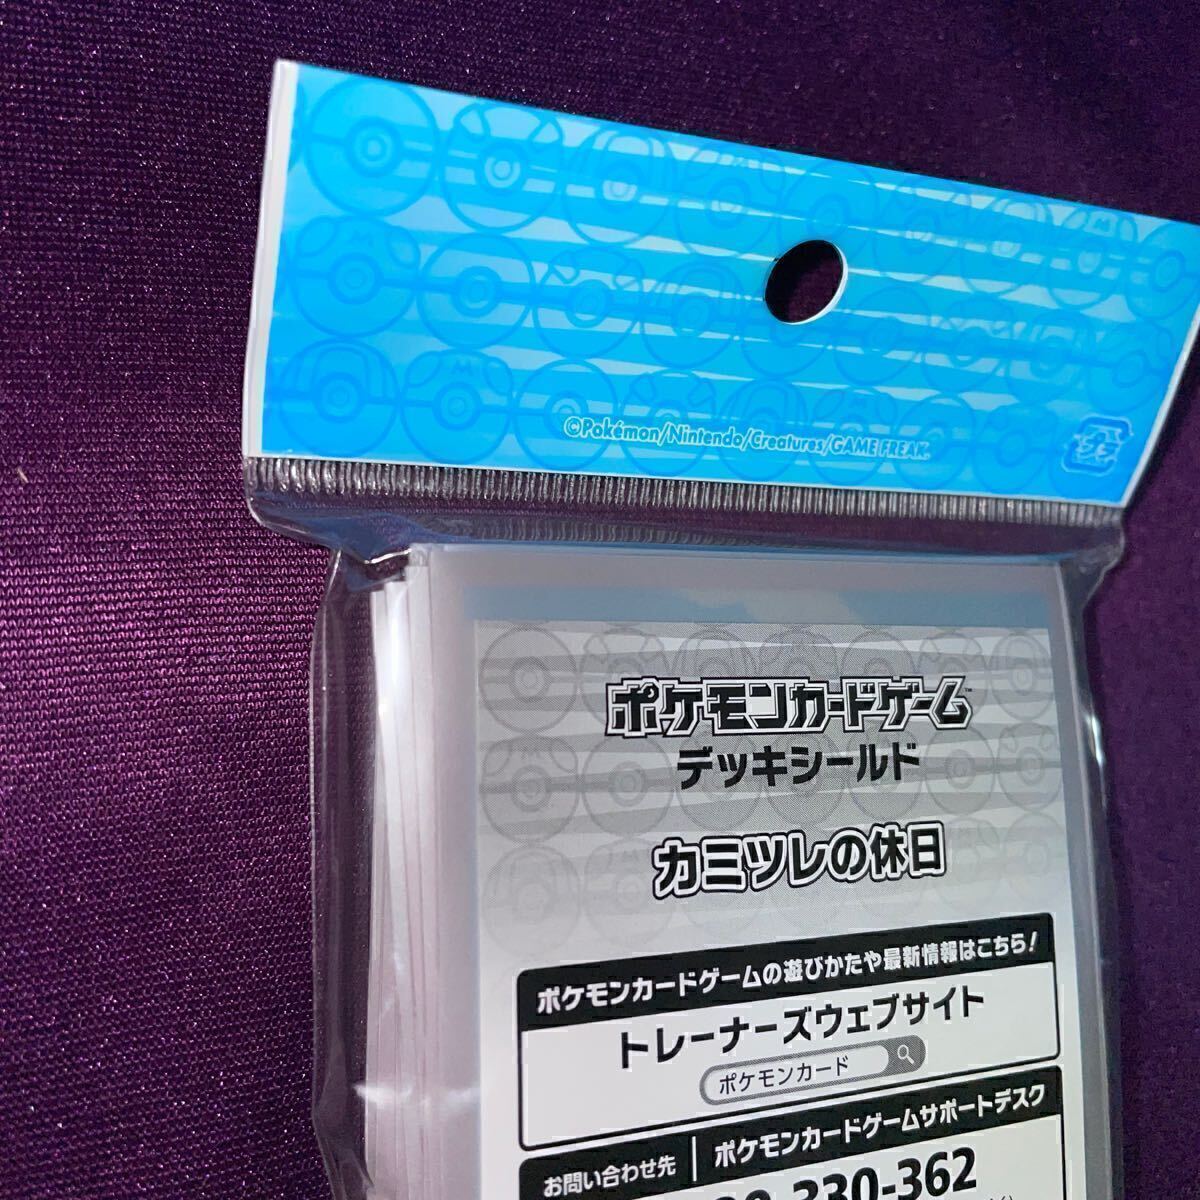 ©Pokémon/Nintendo/Creatures/GAME FREAK.
プラ
ポケモンカードゲーム™
デッキシールド
カミツレの休日
ポケモンカードゲームの遊びかたや最新情報はこちら！
トレーナーズウェブサイト
ポケモンカード
お問い合わせ先
ポケモンカードゲームサポートデスク
330-362